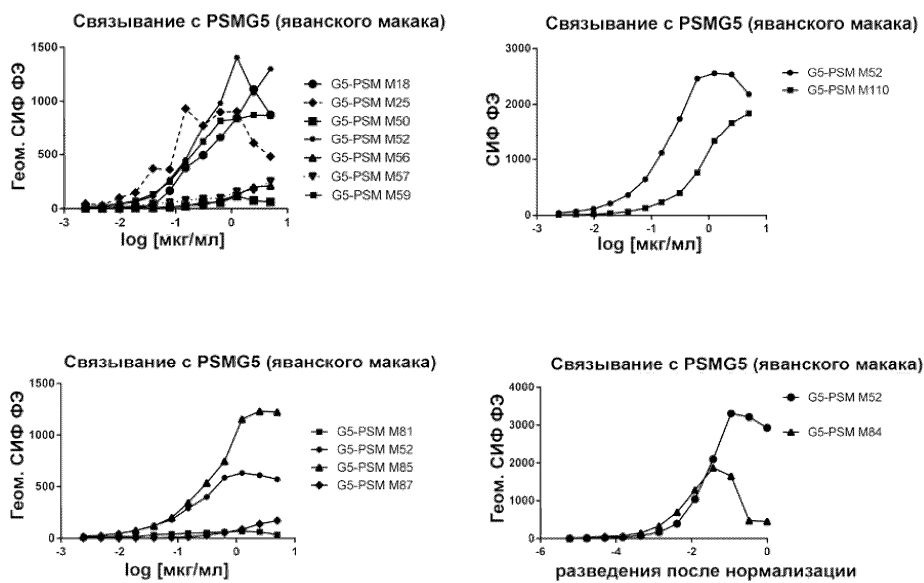 Связывание с PSMG5 (яванского макака)
Геом. СИФ ФЭ
1500
1000
500
0
-3 -2 -1 0 1
log [мкг/мл]
G5-PSM M18
G5-PSM M25
G5-PSM M50
G5-PSM M52
G5-PSM M56
G5-PSM M57
G5-PSM M59
Связывание с PSMG5 (яванского макака)
СИФ ФЭ
3000
2000
1000
0
-3 -2 -1 0 1
log [мкг/мл]
G5-PSM M52
G5-PSM M110
Связывание с PSMG5 (яванского макака)
Геом. СИФ ФЭ
1500
1000
500
0
-3 -2 -1 0 1
log [мкг/мл]
G5-PSM M81
G5-PSM M52
G5-PSM M85
G5-PSM M87
Связывание с PSMG5 (яванского макака)
Геом. СИФ ФЭ
4000
3000
2000
1000
0
-6 -4 -2 0
разведения после нормализации
G5-PSM M52
G5-PSM M84